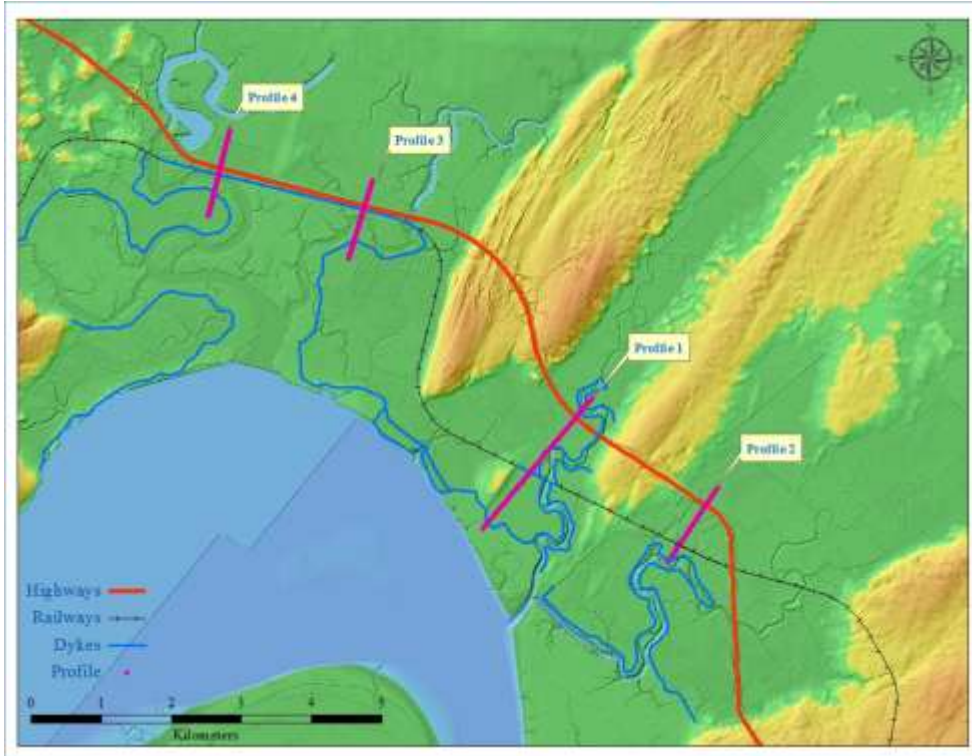 Profile 4
Profile 3
Profile 1
Profile 2
Highways
Railways
Dykes
Profile
0 1 2 3 4 5
Kilometers